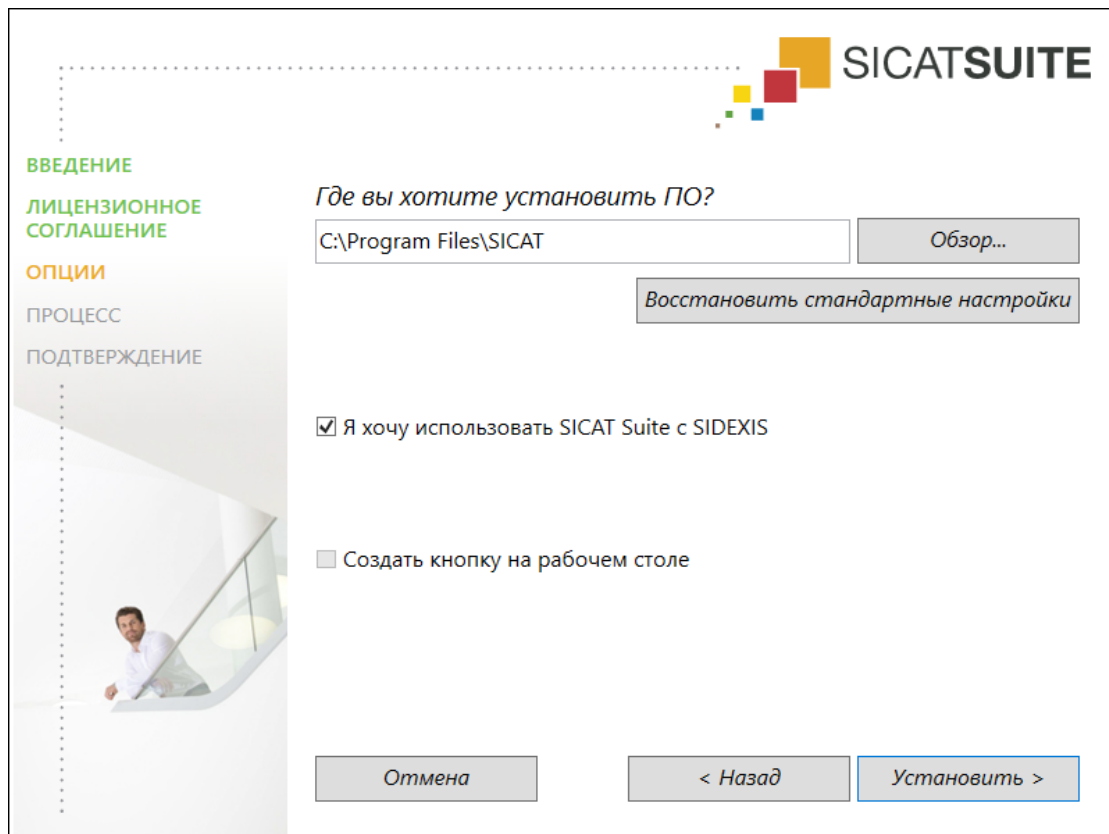 SICATSUITE
ВВЕДЕНИЕ
ЛИЦЕНЗИОННОЕ
СОГЛАШЕНИЕ
ОПЦИИ
ПРОЦЕСС
ПОДТВЕРЖДЕНИЕ
Где вы хотите установить ПО?
C:\Program Files\SICAT
Обзор...
Восстановить стандартные настройки
Я хочу использовать SICAT Suite с SIDEXIS
Создать кнопку на рабочем столе
Отмена
< Назад
Установить >